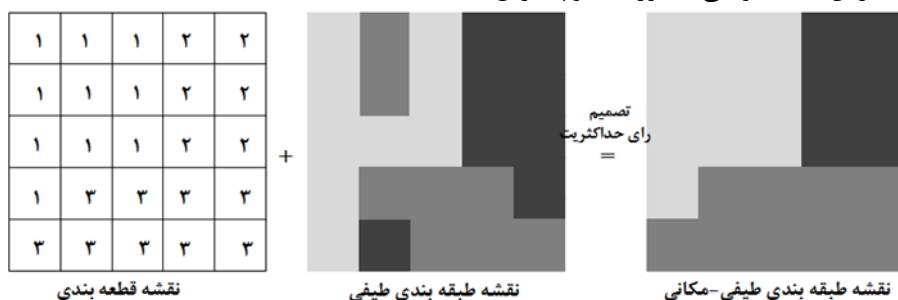 ۱ ۱ ۱ ۲ ۲
۱ ۱ ۱ ۲ ۲
۱ ۱ ۱ ۲ ۲
۱ ۳ ۳ ۳ ۳
۳ ۳ ۳ ۳ ۳
+
تصمیم
رای حداکثریت
=
نقشه قطعه بندی
نقشه طبقه بندی طیفی
نقشه طبقه بندی طیفی-مکانی